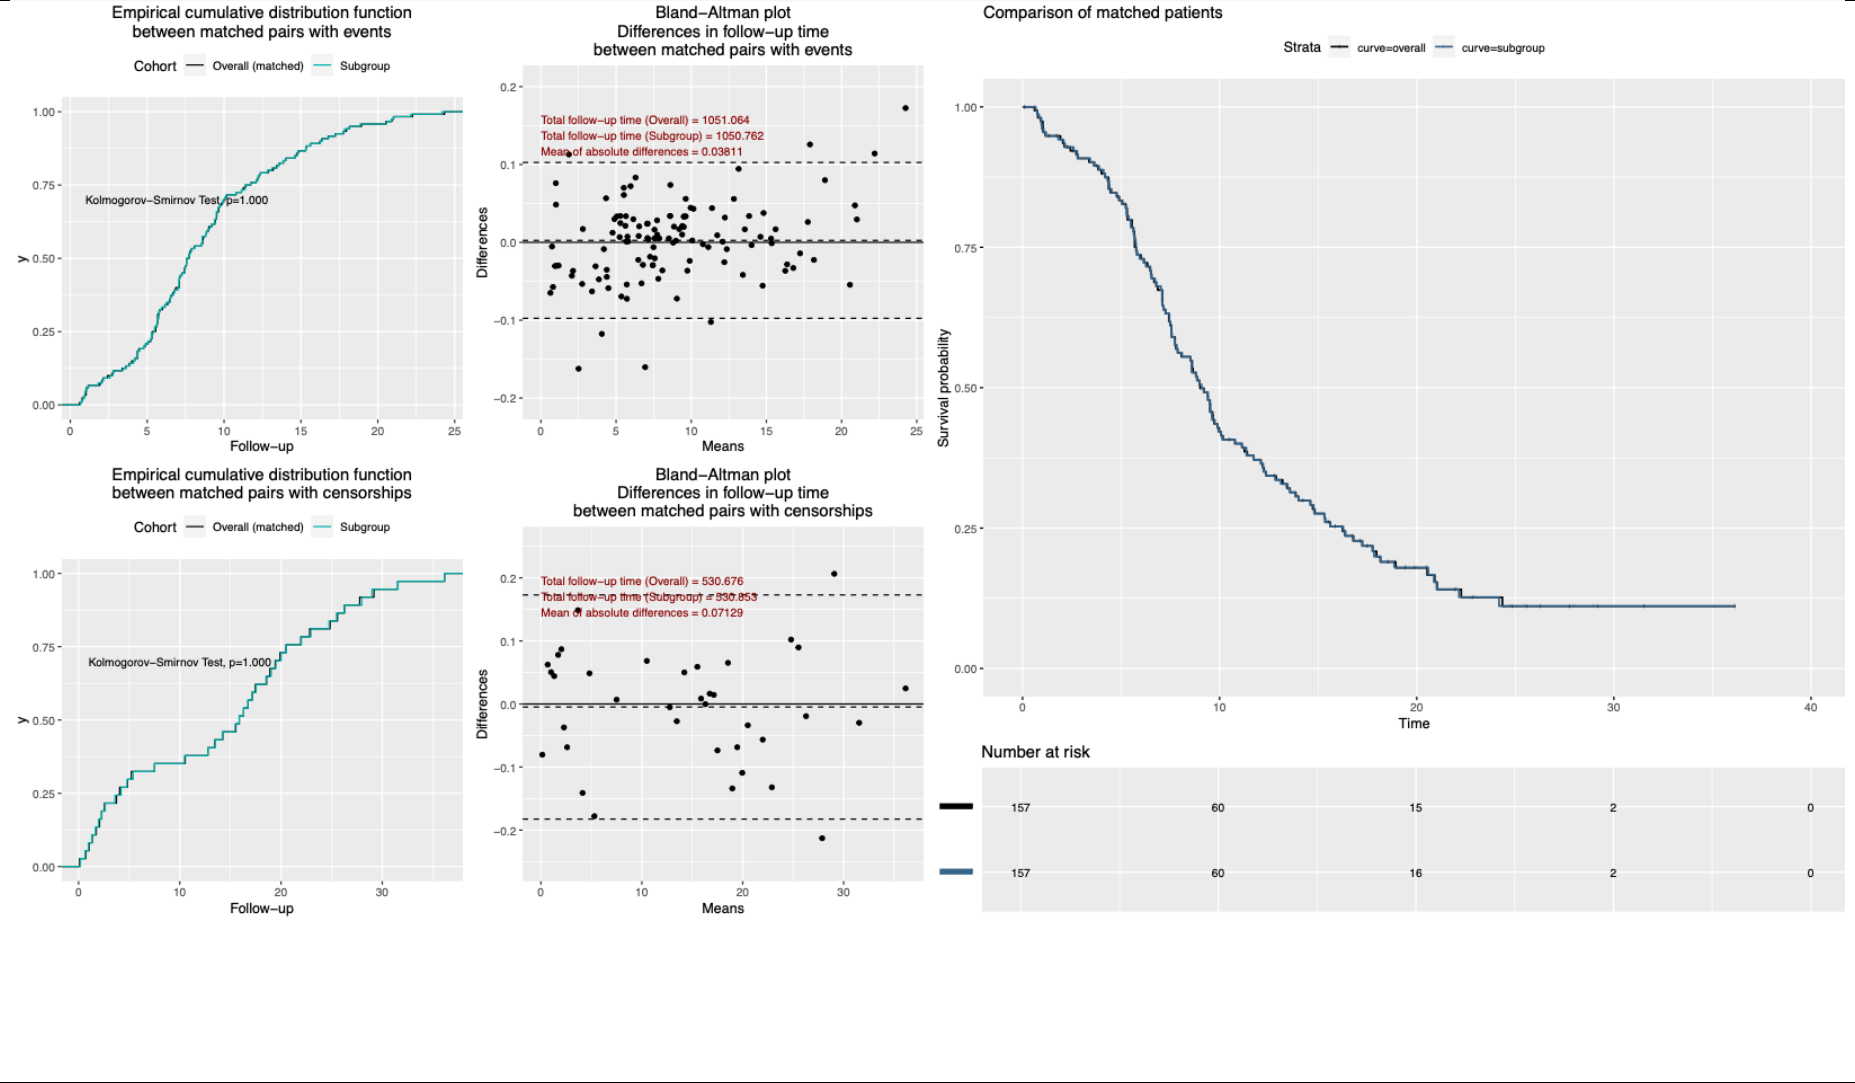 Empirical cumulative distribution function
between matched pairs with events
Cohort Overall (matched) Subgroup
1.00
0.75
0.50
0.25
0.00
y
Kolmogorov−Smirnov Test, p=1.000
0 5 10 15 20 25
Follow−up
Bland−Altman plot
Differences in follow−up time
between matched pairs with events
0.2
0.1
0.0
−0.1
−0.2
Differences
Total follow−up time (Overall) = 1051.064
Total follow−up time (Subgroup) = 1050.762
Mean of absolute differences = 0.03811
0 5 10 15 20 25
Means
Empirical cumulative distribution function
between matched pairs with censorships
Cohort Overall (matched) Subgroup
1.00
0.75
0.50
0.25
0.00
y
Kolmogorov−Smirnov Test, p=1.000
0 10 20 30
Follow−up
Bland−Altman plot
Differences in follow−up time
between matched pairs with censorships
0.2
0.1
0.0
−0.1
−0.2
Differences
Total follow−up time (Overall) = 530.676
Total follow−up time (Subgroup) = 530.853
Mean of absolute differences = 0.07129
0 10 20 30
Means
Comparison of matched patients
Strata curve=overall curve=subgroup
1.00
0.75
0.50
0.25
0.00
Survival probability
0 10 20 30 40
Time
Number at risk
157 60 15 2 0
157 60 16 2 0